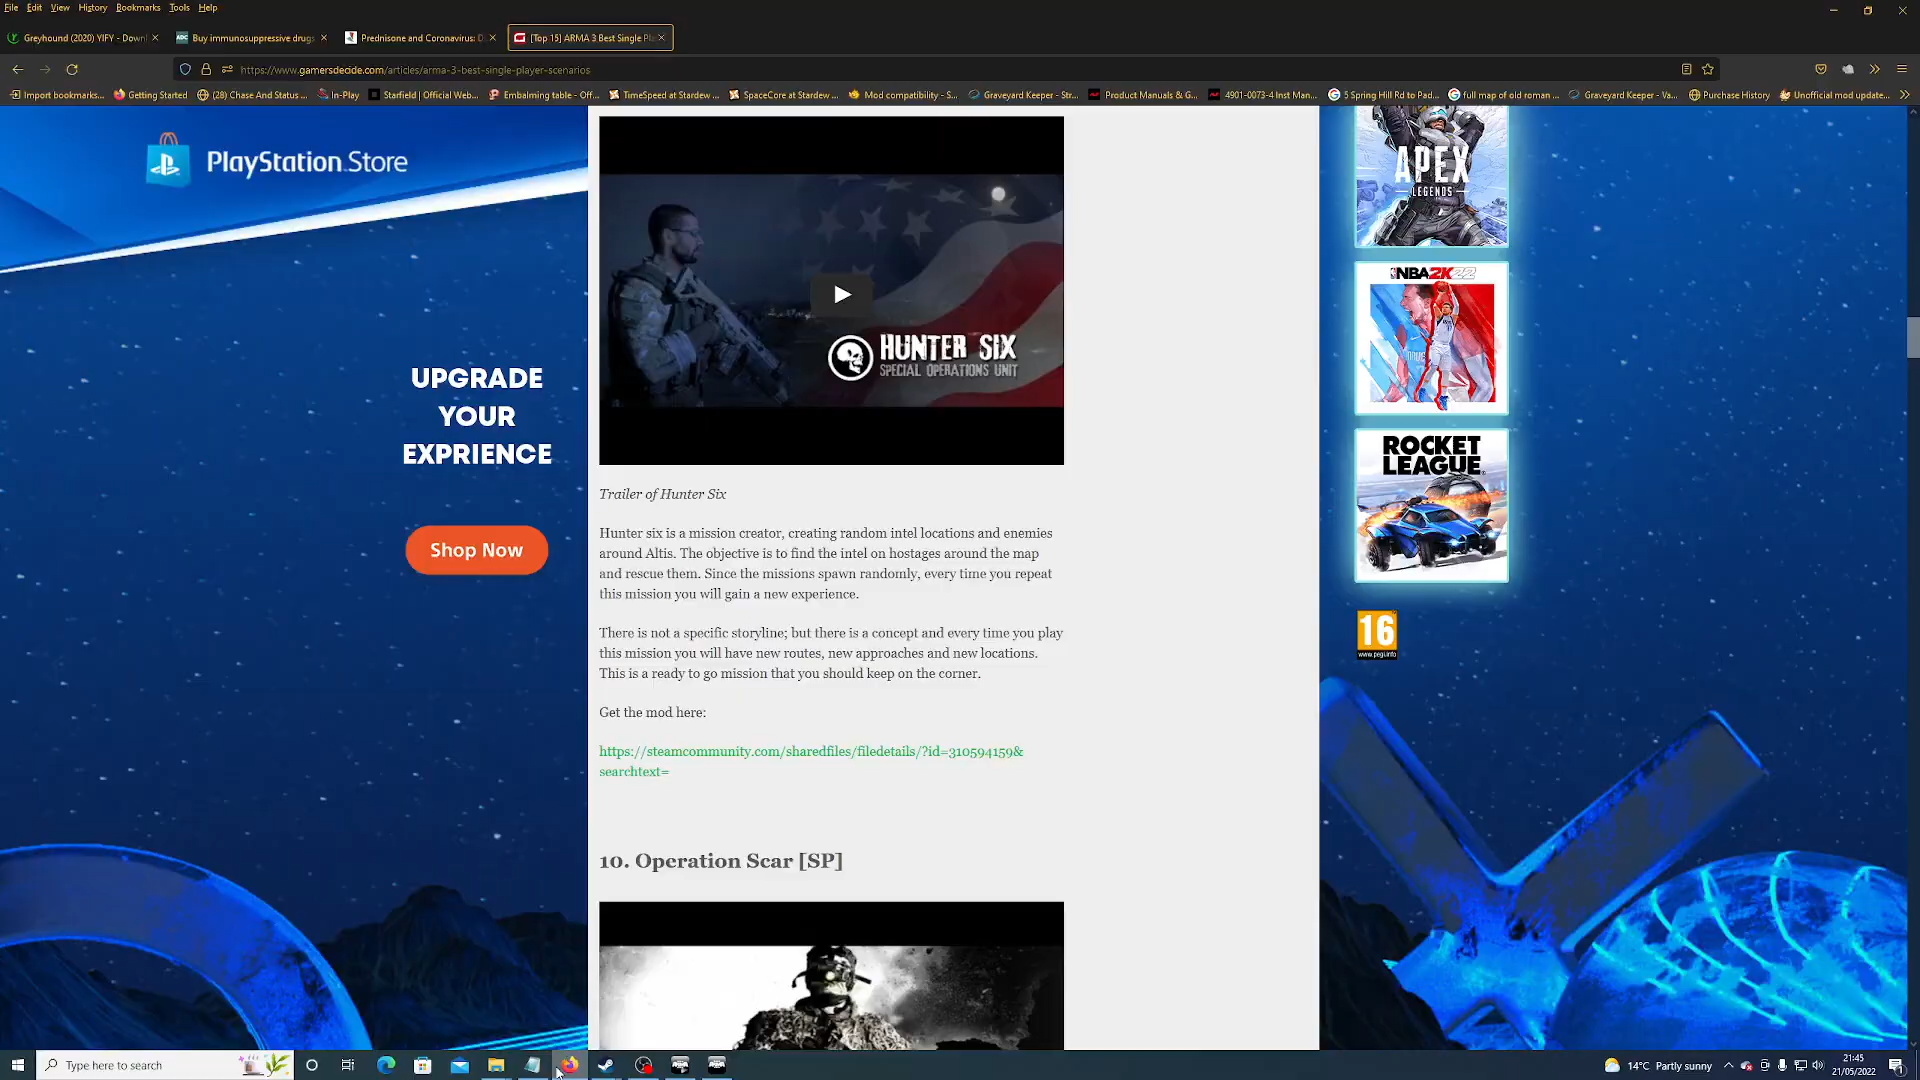 File Edit View History Bookmarks Tools Help
Greyhound (2020) YIFY - Downl
Buy immunosuppressive drugs
Prednisone and Coronavirus: D
[Top 15] ARMA 3 Best Single Pla
https://www.gamersdecide.com/articles/arma-3-best-single-player-scenarios
Import bookmarks... Getting Started (28) Chase And Status ... In-Play Starfield | Official Web... Embalming table - Off... TimeSpeed at Stardew ... SpaceCore at Stardew ... Mod compatibility - S... Graveyard Keeper - Str... Product Manuals & G... 4901-0073-4 Inst Man... 5 Spring Hill Rd to Pad... full map of old roman ... Graveyard Keeper - Va... Purchase History Unofficial mod update...
PlayStation.Store
UPGRADE
YOUR
EXPRIENCE
Shop Now
HUNTER SIX
SPECIAL OPERATIONS UNIT
Trailer of Hunter Six
Hunter six is a mission creator, creating random intel locations and enemies
around Altis. The objective is to find the intel on hostages around the map
and rescue them. Since the missions spawn randomly, every time you repeat
this mission you will gain a new experience.
There is not a specific storyline; but there is a concept and every time you play
this mission you will have new routes, new approaches and new locations.
This is a ready to go mission that you should keep on the corner.
Get the mod here:
https://steamcommunity.com/sharedfiles/filedetails/?id=310594159&
searchtext=
10. Operation Scar [SP]
APEX
LEGENDS
NBA2K22
ROCKET
LEAGUE
16
www.pegi.info
Type here to search
14°C Partly sunny
21:45
21/05/2022
1